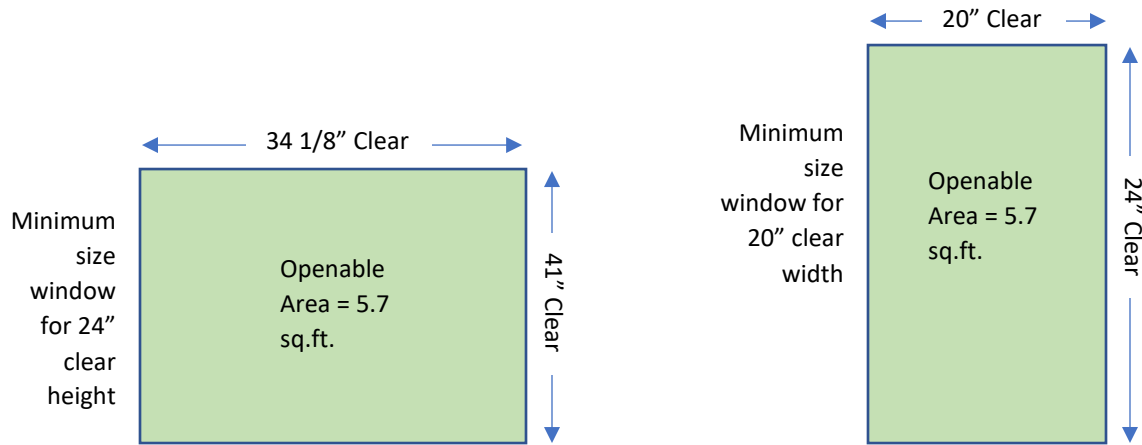 34 1/8” Clear
Minimum
size
window
for 24”
clear
height
Openable
Area = 5.7
sq.ft.
41” Clear
20” Clear
Minimum
size
window for
20” clear
width
Openable
Area = 5.7
sq.ft.
24” Clear